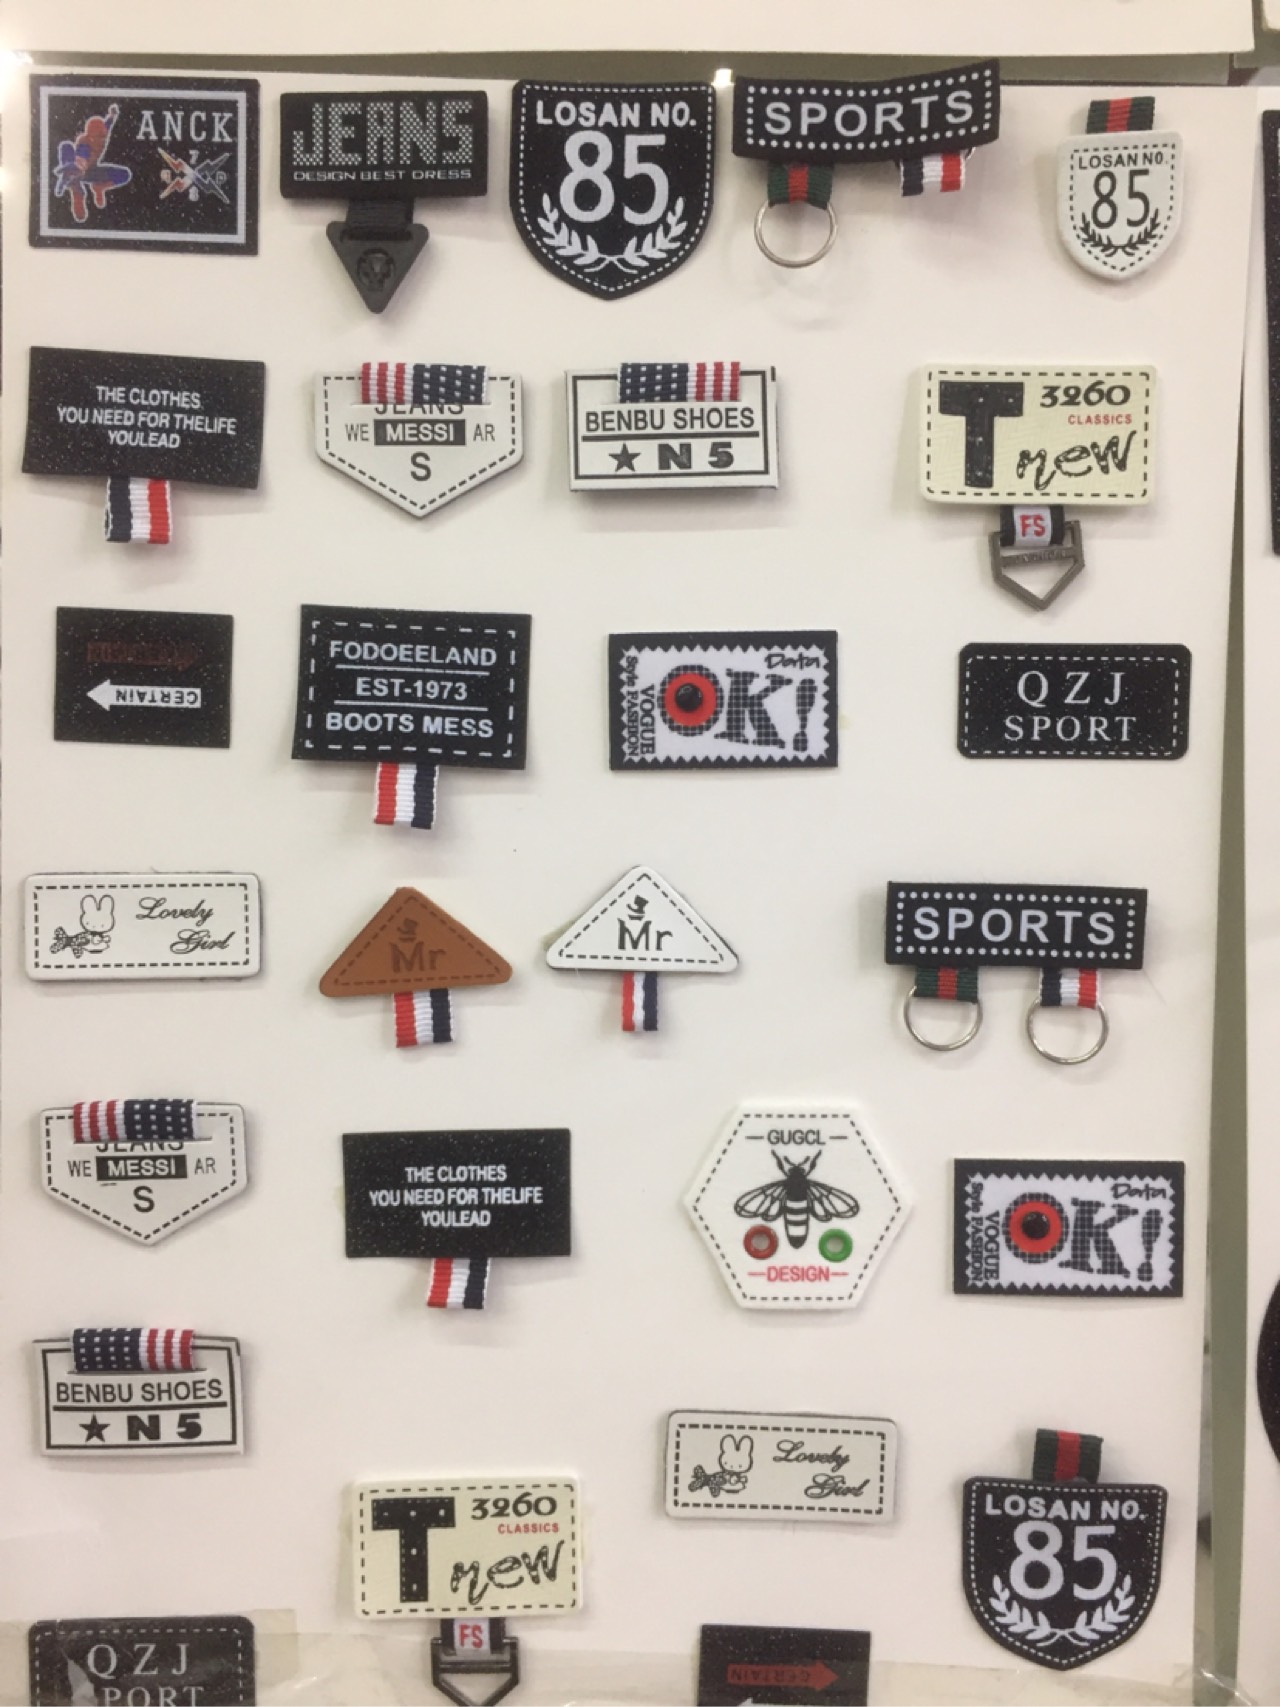 ANCK
JEANS
DESIGN BEST DRESS
LOSAN NO.
85
SPORTS
LOSAN NO.
85
THE CLOTHES
YOU NEED FOR THELIFE
YOULEAD
JEANS
WE MESSI AR
S
BENBU SHOES
★ N 5
T
3260
CLASSICS
new
FS
CERTAIN
FODOEELAND
EST-1973
BOOTS MESS
Data
OK!
VOGUE
Style FASHION
QZJ
SPORT
Lovely
Girl
Mr
Mr
SPORTS
JEANS
WE MESSI AR
S
THE CLOTHES
YOU NEED FOR THELIFE
YOULEAD
GUGCL
DESIGN
Data
OK!
VOGUE
Style FASHION
BENBU SHOES
★ N 5
Lovely
Girl
T
3260
CLASSICS
new
FS
LOSAN NO.
85
QZJ
PORT
CERTAIN